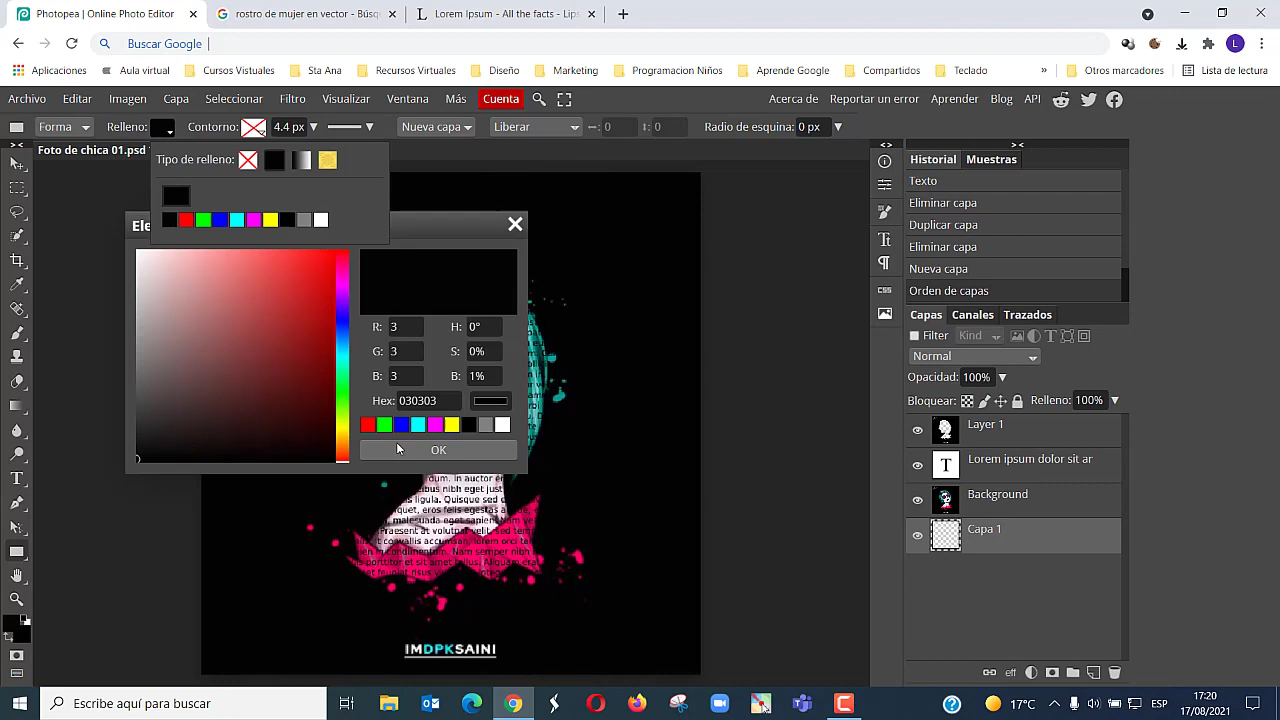 Photopea | Online Photo Editor
rostro de mujer en vector - Búsq
Lorem Ipsum - All the facts - Lips
Buscar Google
Aplicaciones
Aula virtual
Cursos Vistuales
Sta Ana
Recursos Virtuales
Diseño
Marketing
Programacion Niños
Aprende Google
Compartidos
Teclado
Otros marcadores
Lista de lectura
Archivo Editar Imagen Capa Seleccionar Filtro Visualizar Ventana Más Cuenta
Acerca de Reportar un error Aprender Blog API
Forma Relleno: Contorno: 4.4 px Nueva capa Liberar 0 0 Radio de esquina: 0 px
Foto de chica 01.psd
Tipo de relleno:
Ele
R: 3 H: 0°
G: 3 S: 0%
B: 3 B: 1%
Hex: 030303
OK
Historial Muestras
Texto
Eliminar capa
Duplicar capa
Eliminar capa
Nueva capa
Orden de capas
Capas Canales Trazados
Filter Kind
Normal
Opacidad: 100%
Bloquear: Relleno: 100%
Layer 1
Lorem ipsum dolor sit ar
Background
Capa 1
CSS
eff
IMDPKSAINI
Escribe aquí para buscar
17°C
ESP
17:20
17/08/2021